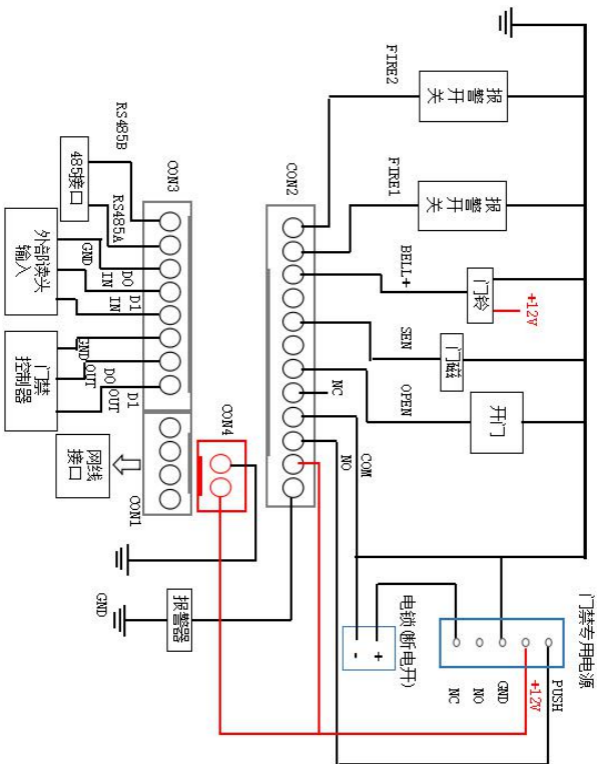 FIRE2
报警开关
FIRE1
报警开关
BELL+
门铃
+12V
SEN
门磁
OPEN
开门
NC
COM
NO
CON2
RS485B
485接口
RS485A
CON3
外部读头
输入
GND
D0
IN
D1
IN
门禁
控制器
GND
D0
OUT
D1
OUT
网线
接口
CON1
CON4
GND
报警器
电锁(断电开)
-
+
门禁专用电源
PUSH
+12V
GND
NO
NC